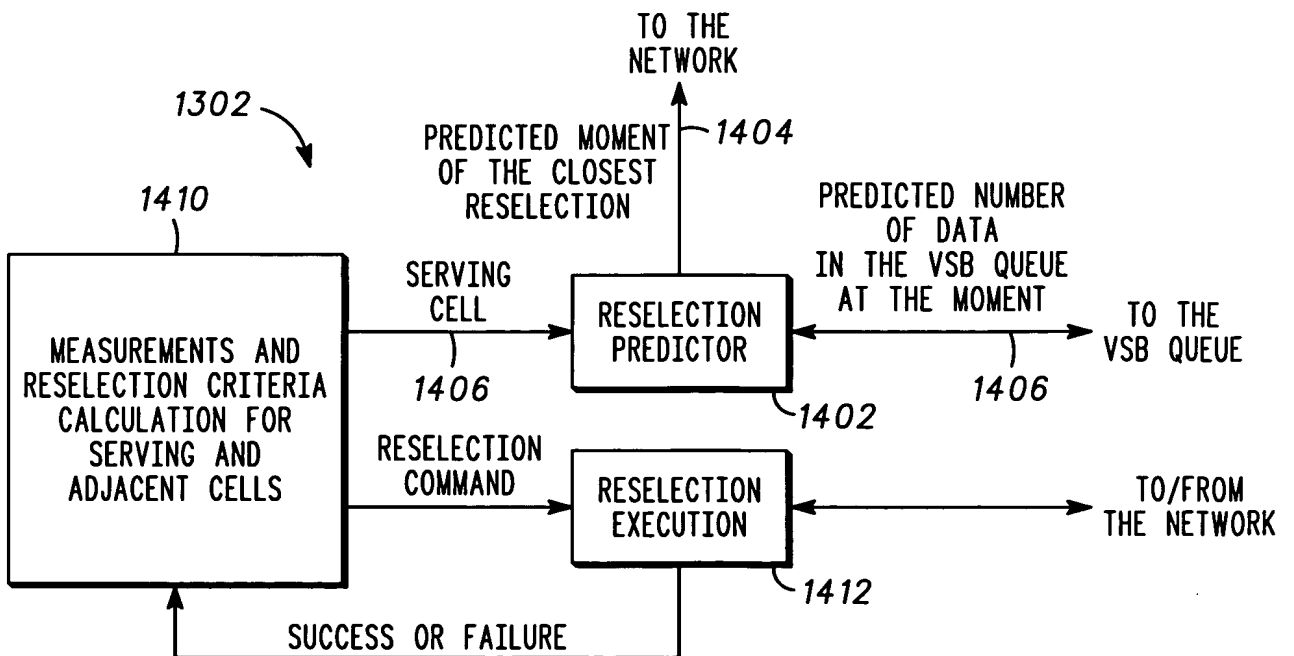 TO THE
NETWORK
1302
1404
PREDICTED MOMENT
OF THE CLOSEST
RESELECTION
1410
PREDICTED NUMBER
OF DATA
IN THE VSB QUEUE
AT THE MOMENT
SERVING
CELL
1406
MEASUREMENTS AND
RESELECTION CRITERIA
CALCULATION FOR
SERVING AND
ADJACENT CELLS
RESELECTION
PREDICTOR
1402
1406
TO THE
VSB QUEUE
RESELECTION
COMMAND
RESELECTION
EXECUTION
1412
TO/FROM
THE NETWORK
SUCCESS OR FAILURE